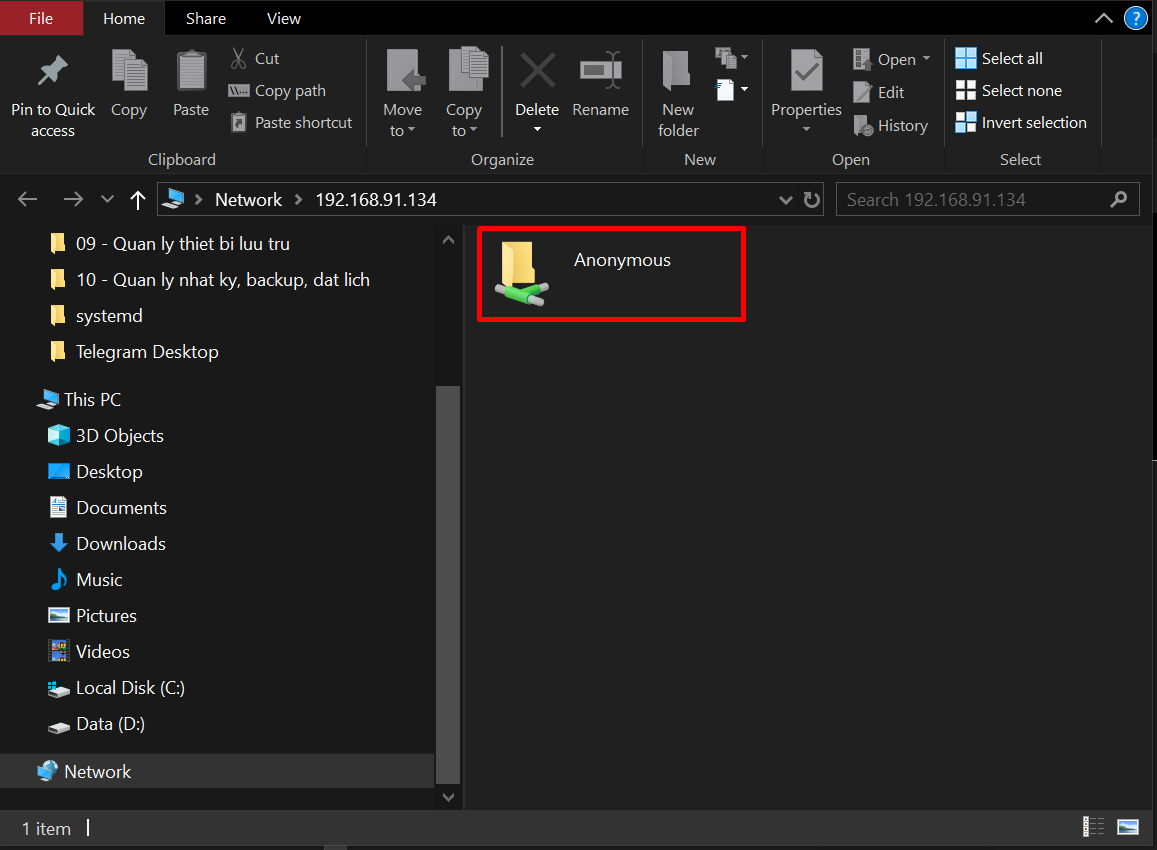 File
Home
Share
View
?
Pin to Quick
access
Copy
Paste
Cut
Copy path
Paste shortcut
Clipboard
Move
to
Copy
to
Delete
Rename
Organize
New
folder
New
Properties
Open
Edit
History
Open
Select all
Select none
Invert selection
Select
Network
192.168.91.134
Search 192.168.91.134
09 - Quan ly thiet bi luu tru
10 - Quan ly nhat ky, backup, dat lich
systemd
Telegram Desktop
This PC
3D Objects
Desktop
Documents
Downloads
Music
Pictures
Videos
Local Disk (C:)
Data (D:)
Network
Anonymous
1 item